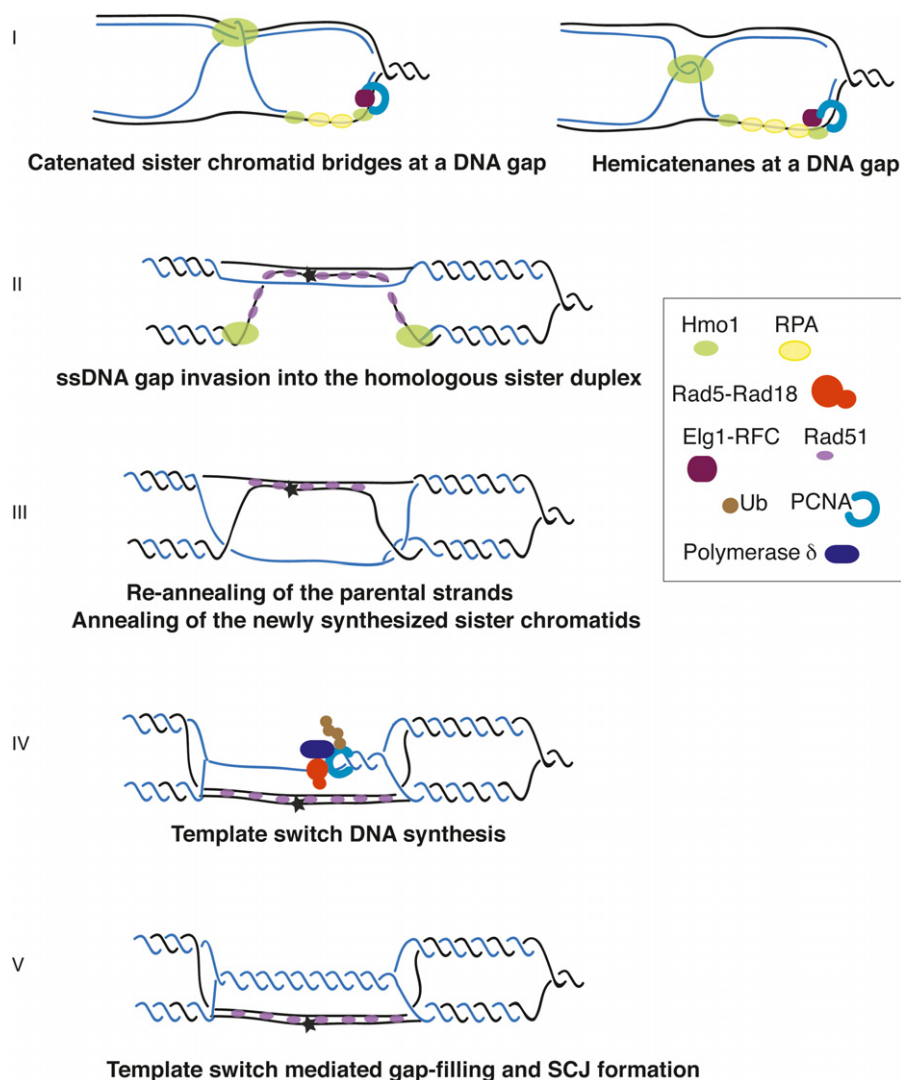 I
Catenated sister chromatid bridges at a DNA gap
Hemicatenanes at a DNA gap
II
ssDNA gap invasion into the homologous sister duplex
Hmo1 RPA
Rad5-Rad18
Elg1-RFC Rad51
Ub PCNA
Polymerase δ
III
Re-annealing of the parental strands
Annealing of the newly synthesized sister chromatids
IV
Template switch DNA synthesis
V
Template switch mediated gap-filling and SCJ formation